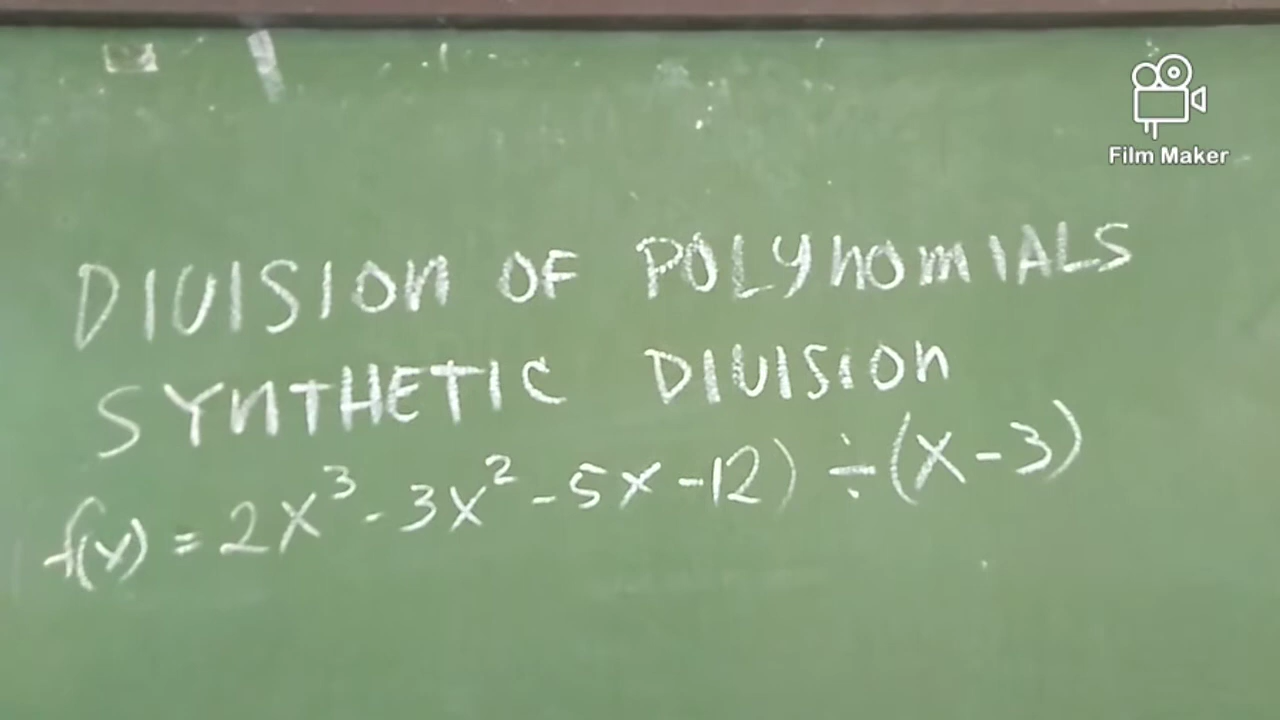 Film Maker
DIVISION OF POLYNOMIALS
SYNTHETIC DIVISION
f(x) = 2x³ - 3x² - 5x - 12) ÷ (x - 3)